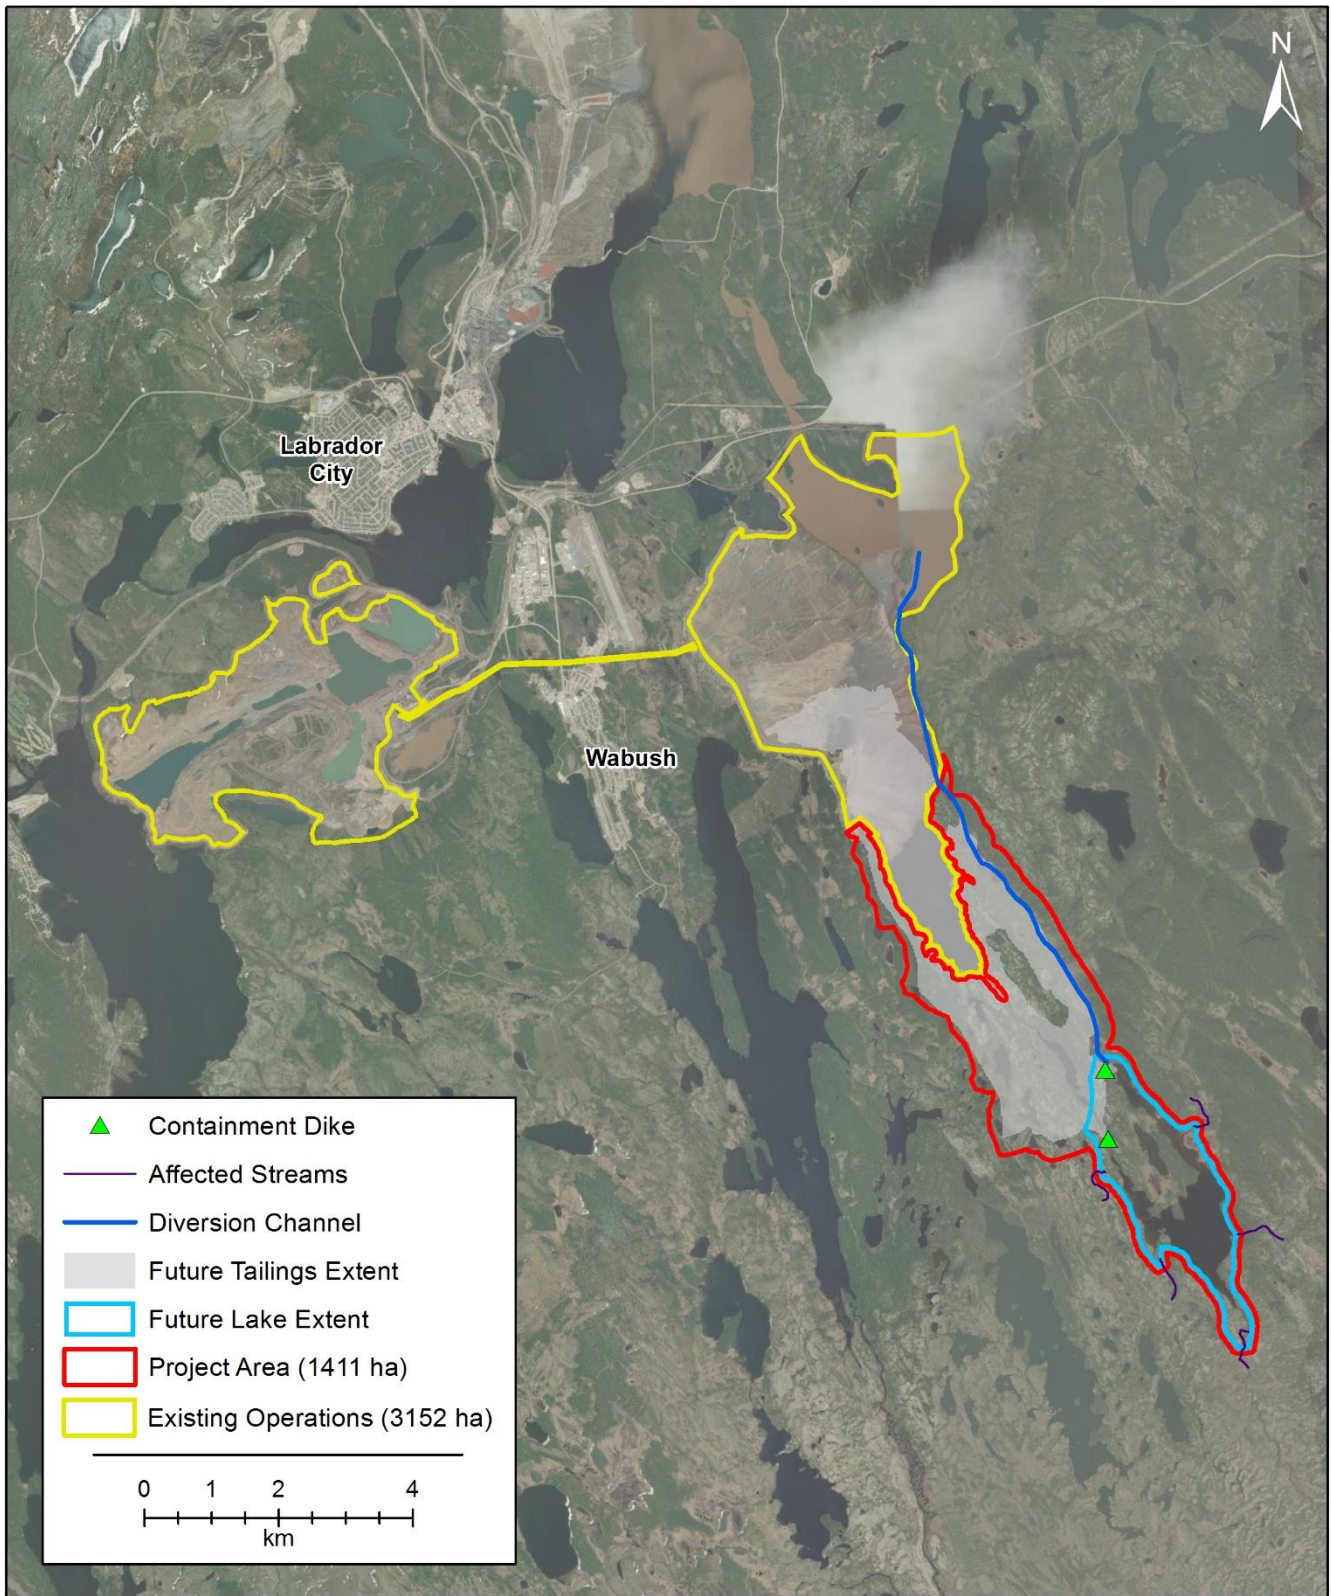 N
Labrador
City
Wabush
Containment Dike
Affected Streams
Diversion Channel
Future Tailings Extent
Future Lake Extent
Project Area (1411 ha)
Existing Operations (3152 ha)
0 1 2 4
km